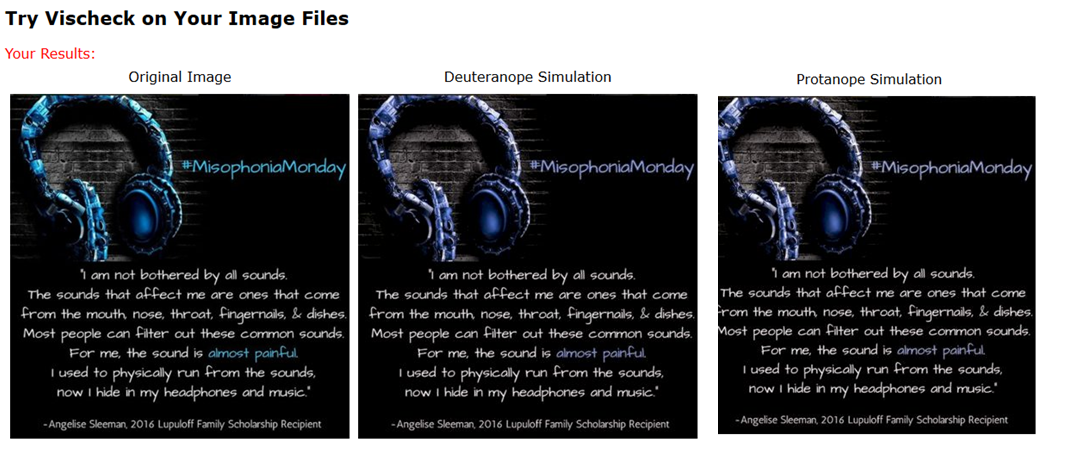 Try Vischeck on Your Image Files
Your Results:
Original Image
#MisophoniaMonday
"I am not bothered by all sounds.
The sounds that affect me are ones that come
from the mouth, nose, throat, fingernails, & dishes.
Most people can filter out these common sounds.
For me, the sound is almost painful.
I used to physically run from the sounds,
now I hide in my headphones and music."
~Angelise Sleeman, 2016 Lupuloff Family Scholarship Recipient
Deuteranope Simulation
#MisophoniaMonday
"I am not bothered by all sounds.
The sounds that affect me are ones that come
from the mouth, nose, throat, fingernails, & dishes.
Most people can filter out these common sounds.
For me, the sound is almost painful.
I used to physically run from the sounds,
now I hide in my headphones and music."
~Angelise Sleeman, 2016 Lupuloff Family Scholarship Recipient
Protanope Simulation
#MisophoniaMonday
"I am not bothered by all sounds.
The sounds that affect me are ones that come
from the mouth, nose, throat, fingernails, & dishes.
Most people can filter out these common sounds.
For me, the sound is almost painful.
I used to physically run from the sounds,
now I hide in my headphones and music."
~Angelise Sleeman, 2016 Lupuloff Family Scholarship Recipient